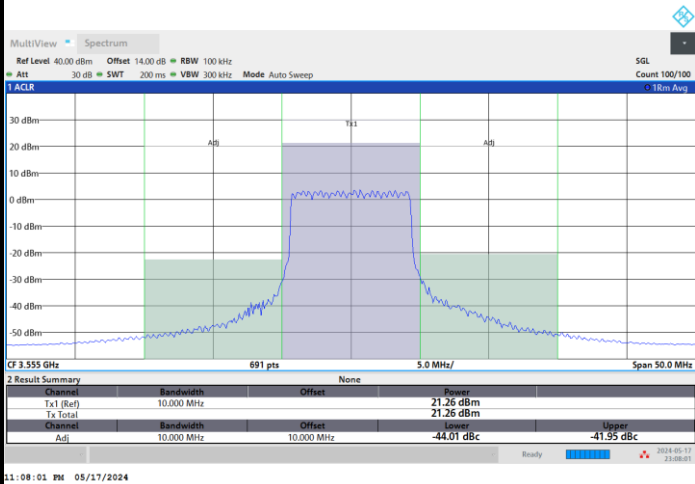 MultiView Spectrum
Ref Level 40.00 dBm Offset 14.00 dB RBW 100 kHz SGL
Att 30 dB SWT 200 ms VBW 300 kHz Mode Auto Sweep Count 100/100
1 ACLR 1Rm Avg
30 dBm
Tx1
20 dBm Adj Adj
10 dBm
0 dBm
-10 dBm
-20 dBm
-30 dBm
-40 dBm
-50 dBm
CF 3.555 GHz 691 pts 5.0 MHz/ Span 50.0 MHz
2 Result Summary None
Channel Bandwidth Offset Power
Tx1 (Ref) 10.000 MHz 21.26 dBm
Tx Total 21.26 dBm
Channel Bandwidth Offset Lower Upper
Adj 10.000 MHz 10.000 MHz -44.01 dBc -41.95 dBc
Ready 2024-05-17
23:08:01
11:08:01 PM 05/17/2024